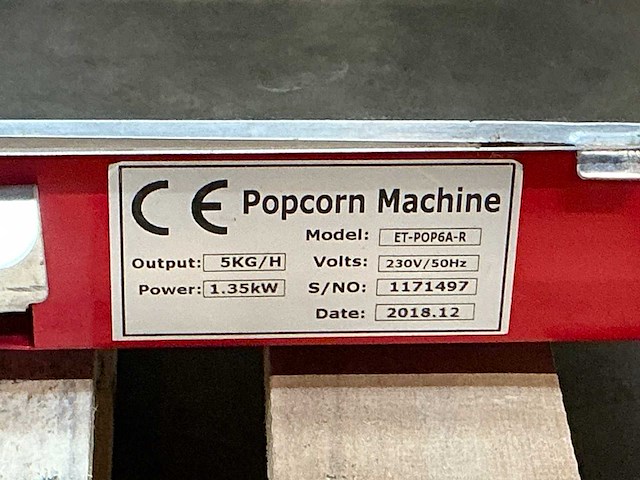 CE Popcorn Machine
Model: ET-POP6A-R
Output: 5KG/H Volts: 230V/50Hz
Power: 1.35kW S/NO: 1171497
Date: 2018.12